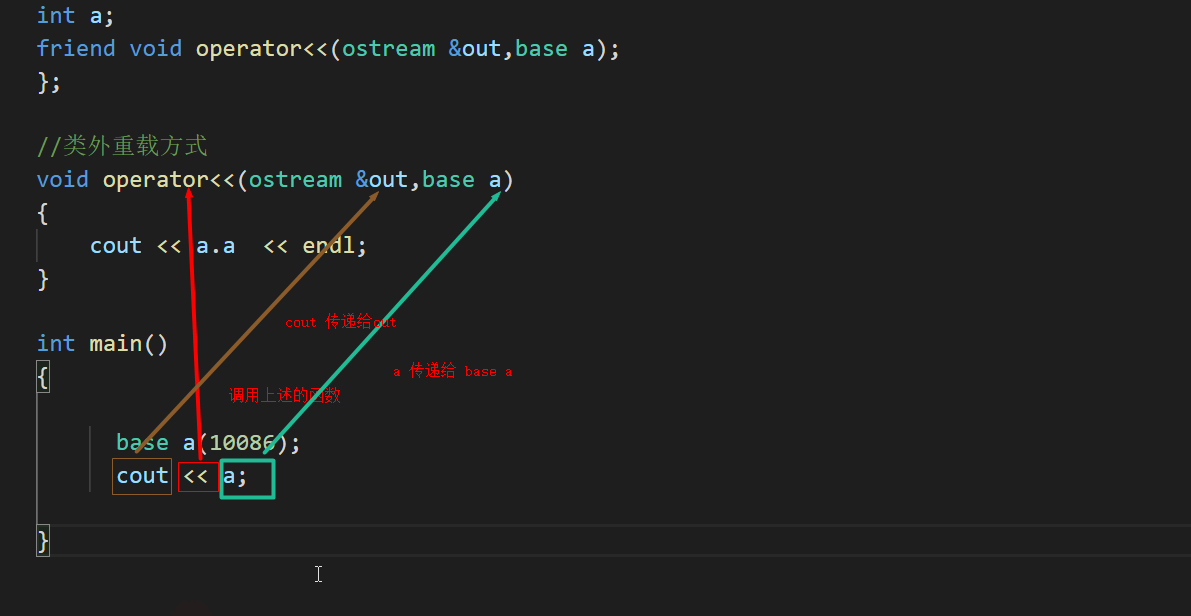 int a;
friend void operator<<(ostream &out,base a);
};
//类外重载方式
void operator<<(ostream &out,base a)
{
cout << a.a  << endl;
}
cout 传递给out
int main()
a 传递给 base a
{
调用上述的函数
base a(10086);
cout << a;
}